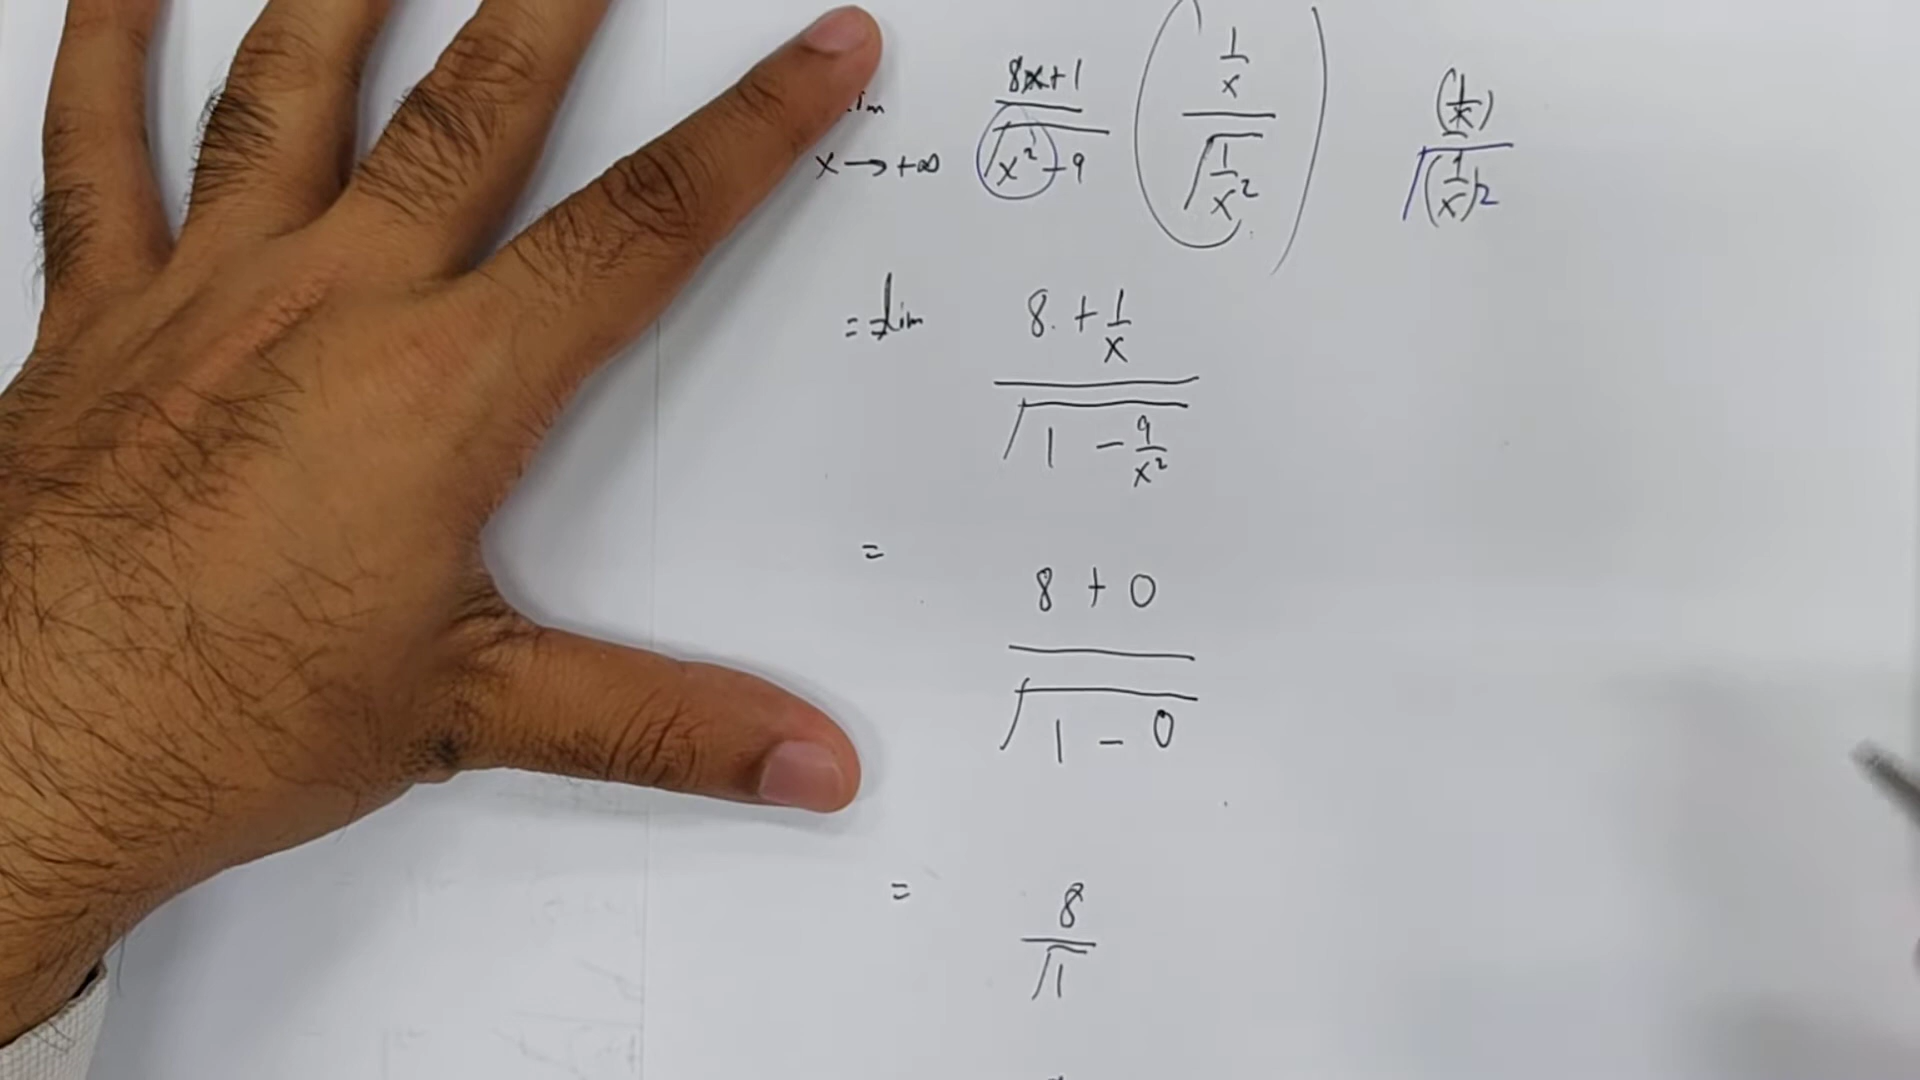 lim x→+∞ (8x+1)/√(x²-9) ((1/x)/√(1/x²)) (1/x)/√((1/x)²)
= lim (8 + 1/x)/√(1 - 9/x²)
= (8 + 0)/√(1 - 0)
= 8/√1